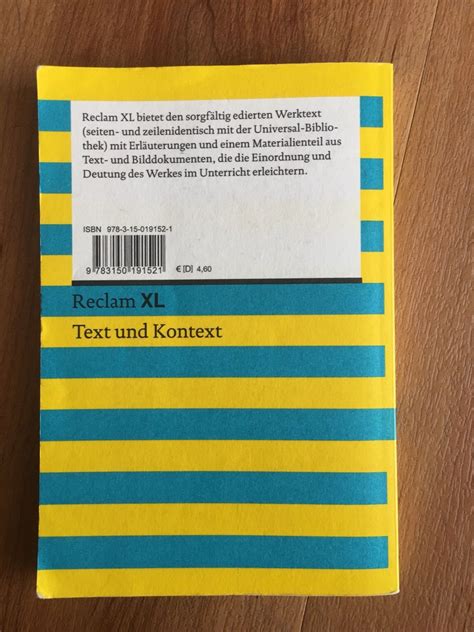 Reclam XL bietet den sorgfältig edierten Werktext
(seiten- und zeilenidentisch mit der Universal-Biblio-
thek) mit Erläuterungen und einem Materialienteil aus
Text- und Bilddokumenten, die die Einordnung und
Deutung des Werkes im Unterricht erleichtern.
ISBN 978-3-15-019152-1
9 783150 191521
€ [D] 4,60
Reclam XL
Text und Kontext